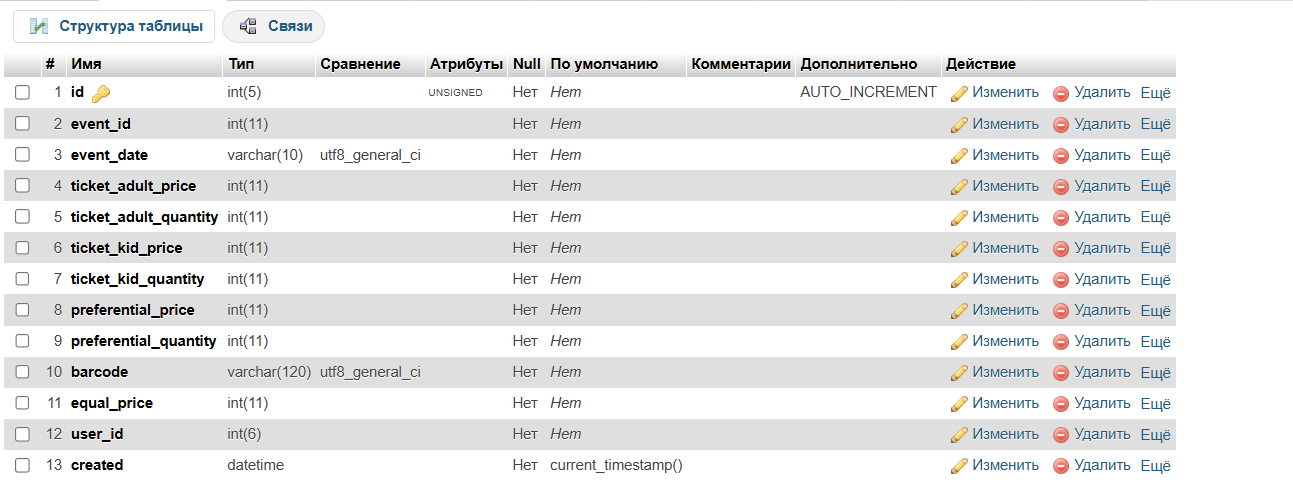 Структура таблицы Связи
# Имя Тип Сравнение Атрибуты Null По умолчанию Комментарии Дополнительно Действие
1 id int(5) UNSIGNED Нет Нет AUTO_INCREMENT Изменить Удалить Ещё
2 event_id int(11) Нет Нет Изменить Удалить Ещё
3 event_date varchar(10) utf8_general_ci Нет Нет Изменить Удалить Ещё
4 ticket_adult_price int(11) Нет Нет Изменить Удалить Ещё
5 ticket_adult_quantity int(11) Нет Нет Изменить Удалить Ещё
6 ticket_kid_price int(11) Нет Нет Изменить Удалить Ещё
7 ticket_kid_quantity int(11) Нет Нет Изменить Удалить Ещё
8 preferential_price int(11) Нет Нет Изменить Удалить Ещё
9 preferential_quantity int(11) Нет Нет Изменить Удалить Ещё
10 barcode varchar(120) utf8_general_ci Нет Нет Изменить Удалить Ещё
11 equal_price int(11) Нет Нет Изменить Удалить Ещё
12 user_id int(6) Нет Нет Изменить Удалить Ещё
13 created datetime Нет current_timestamp() Изменить Удалить Ещё